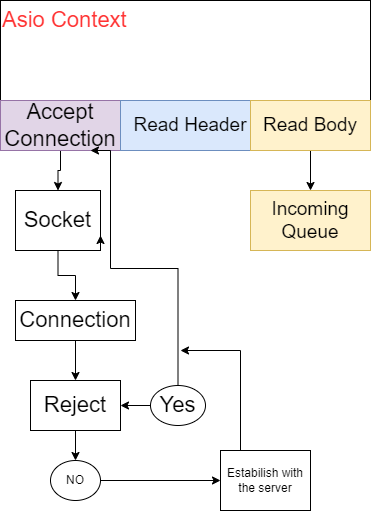 Asio Context
Accept
Connection
Read Header
Read Body
Socket
Incoming
Queue
Connection
Reject
Yes
NO
Estabilish with
the server